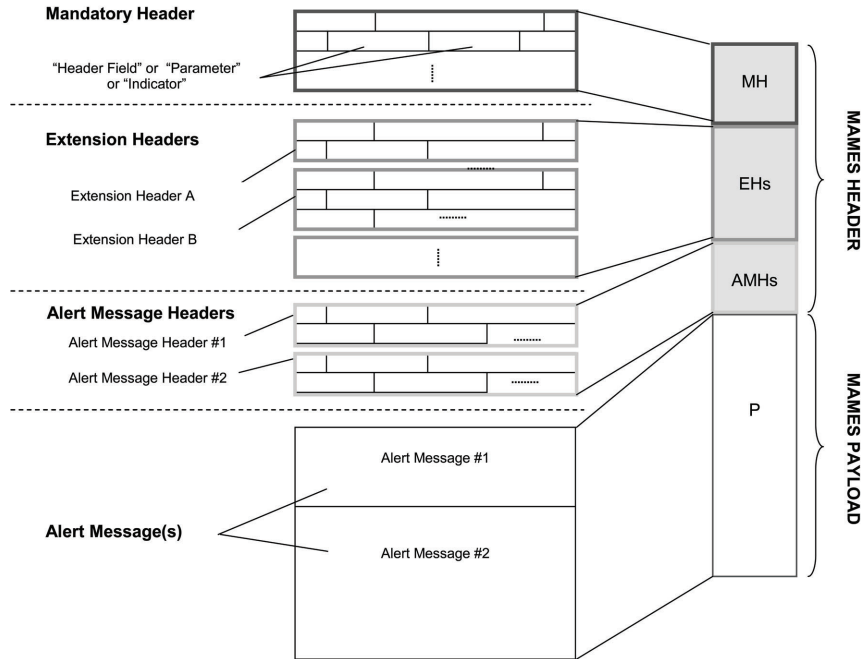 Mandatory Header
“Header Field” or “Parameter”
or “Indicator”
Extension Headers
Extension Header A
Extension Header B
Alert Message Headers
Alert Message Header #1
Alert Message Header #2
Alert Message(s)
Alert Message #1
Alert Message #2
MH
EHs
AMHs
P
MAMES HEADER
MAMES PAYLOAD